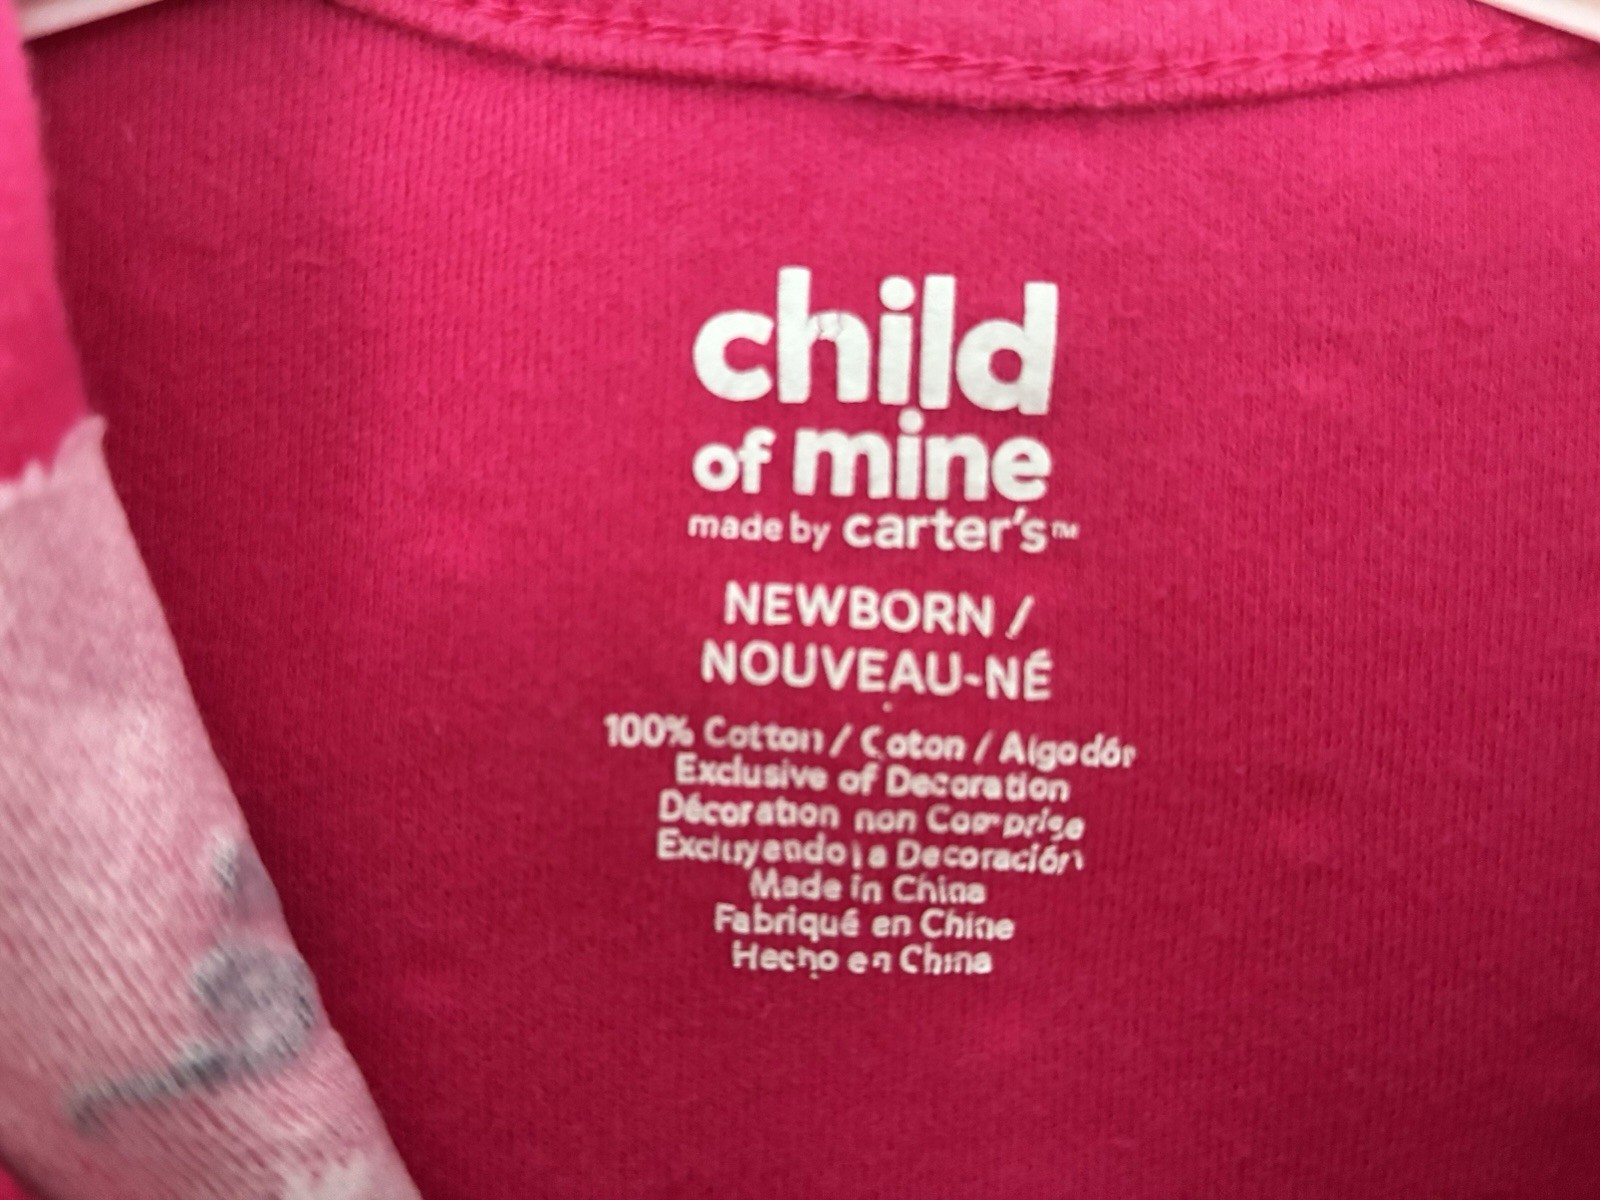 child
of mine
made by carter's™
NEWBORN /
NOUVEAU-NÉ
100% Cotton / Coton / Algodón
Exclusive of Decoration
Décoration non Comprise
Excluyendo la Decoración
Made in China
Fabriqué en Chine
Hecho en China